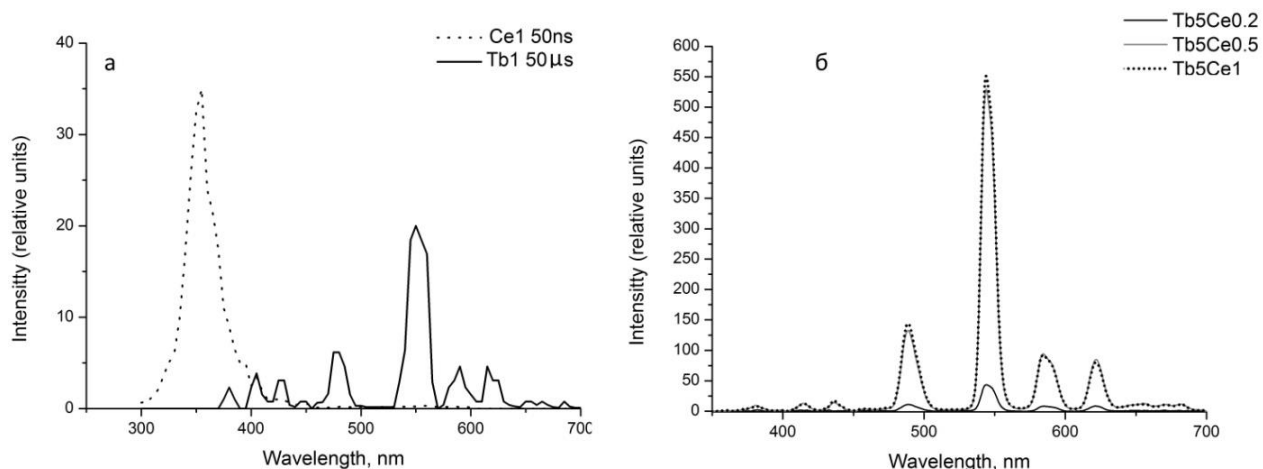 а
Ce1 50ns
Tb1 50µs
40
30
20
10
0
300
400
500
600
700
Intensitty (relative units)
Wavelength, nm
б
Tb5Ce0.2
Tb5Ce0.5
Tb5Ce1
600
550
500
450
400
350
300
250
200
150
100
50
0
400
500
600
700
Intensitty (relative units)
Wavelength, nm